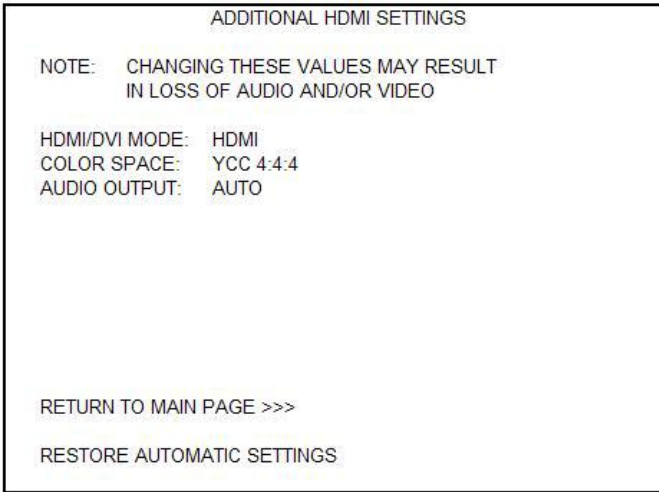 ADDITIONAL HDMI SETTINGS
NOTE: CHANGING THESE VALUES MAY RESULT
IN LOSS OF AUDIO AND/OR VIDEO
HDMI/DVI MODE: HDMI
COLOR SPACE: YCC 4:4:4
AUDIO OUTPUT: AUTO
RETURN TO MAIN PAGE >>>
RESTORE AUTOMATIC SETTINGS